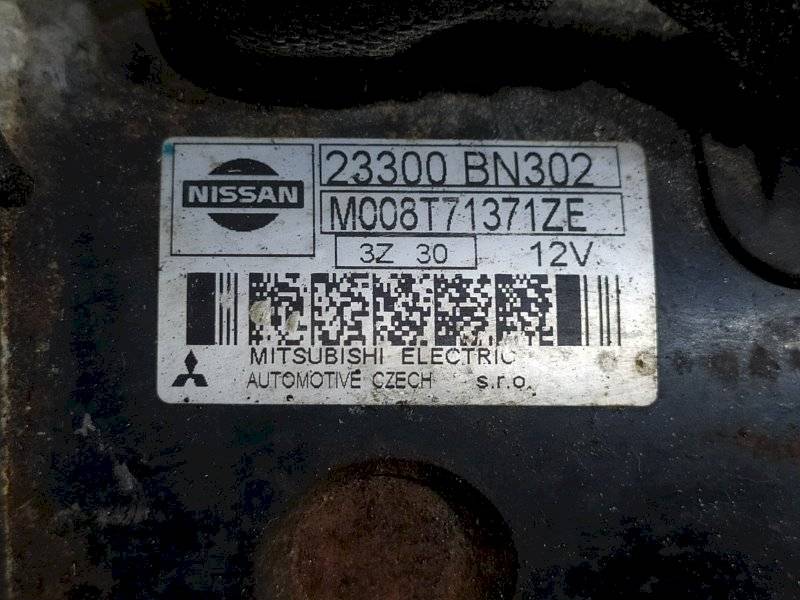 NISSAN
23300 BN302
M008T71371ZE
3Z 30 12V
MITSUBISHI ELECTRIC
AUTOMOTIVE CZECH s.r.o.